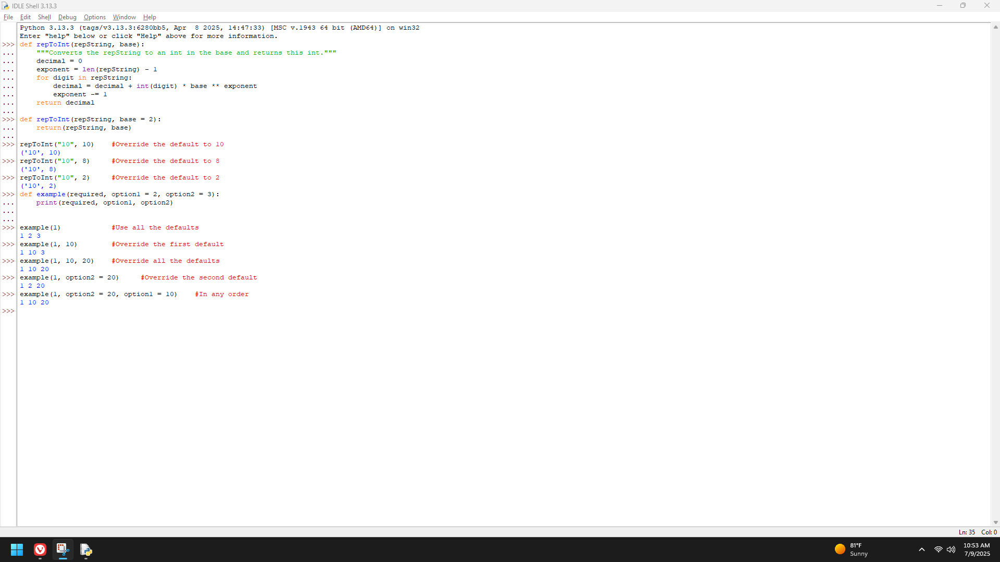 IDLE Shell 3.13.3
File Edit Shell Debug Options Window Help
Python 3.13.3 (tags/v3.13.3:6280bb5, Apr  8 2025, 14:47:33) [MSC v.1943 64 bit (AMD64)] on win32
Enter "help" below or click "Help" above for more information.
>>> def repToInt(repString, base):
...     """Converts the repString to an int in the base and returns this int."""
...     decimal = 0
...     exponent = len(repString) - 1
...     for digit in repString:
...         decimal = decimal + int(digit) * base ** exponent
...         exponent -= 1
...     return decimal
...
>>> def repToInt(repString, base = 2):
...     return(repString, base)
...
>>> repToInt("10", 10)    #Override the default to 10
('10', 10)
>>> repToInt("10", 8)     #Override the default to 8
('10', 8)
>>> repToInt("10", 2)     #Override the default to 2
('10', 2)
>>> def example(required, option1 = 2, option2 = 3):
...     print(required, option1, option2)
...
...
>>> example(1)            #Use all the defaults
1 2 3
>>> example(1, 10)        #Override the first default
1 10 3
>>> example(1, 10, 20)    #Override all the defaults
1 10 20
>>> example(1, option2 = 20)     #Override the second default
1 2 20
>>> example(1, option2 = 20, option1 = 10)    #In any order
1 10 20
>>>
Ln: 35 Col: 0
81°F
Sunny
10:53 AM
7/9/2025